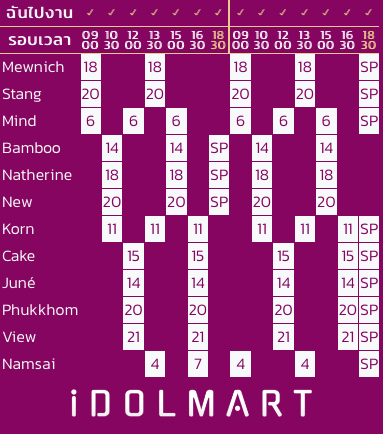 ฉันไปงาน ✓ ✓ ✓ ✓ ✓ ✓ ✓ ✓ ✓ ✓ ✓ ✓ ✓ ✓
รอบเวลา 09 00 10 30 12 00 13 30 15 00 16 30 18 30 09 00 10 30 12 00 13 30 15 00 16 30 18 30
Mewnich 18 18 18 18 SP
Stang 20 20 20 20 SP
Mind 6 6 6 6 6 6 SP
Bamboo 14 14 SP 14 14
Natherine 18 18 SP 18 18
New 20 20 SP 20 20
Korn 11 11 11 11 11 11 SP
Cake 15 15 15 15 SP
Juné 14 14 14 14 SP
Phukkhom 20 20 20 20 SP
View 21 21 21 21 SP
Namsai 4 7 4 4 SP
iDOLMART